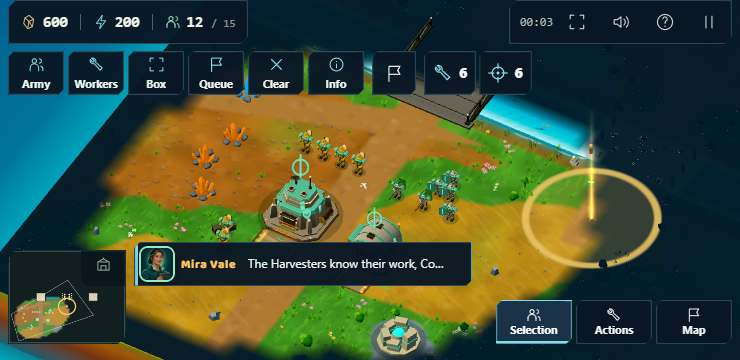 600
200
12 / 15
00:03
Army
Workers
Box
Queue
Clear
Info
6
6
Mira Vale The Harvesters know their work, Co...
Selection
Actions
Map